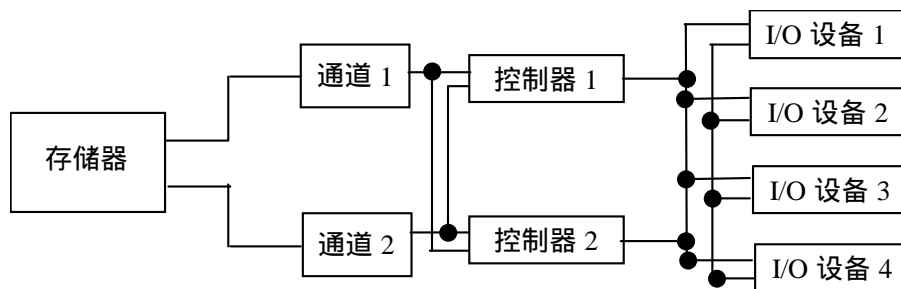 存储器
通道 1
通道 2
控制器 1
控制器 2
I/O 设备 1
I/O 设备 2
I/O 设备 3
I/O 设备 4